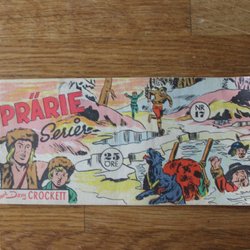 PRÄRIE
Serier
NR
17
25
ÖRE
Davy
CROCKETT